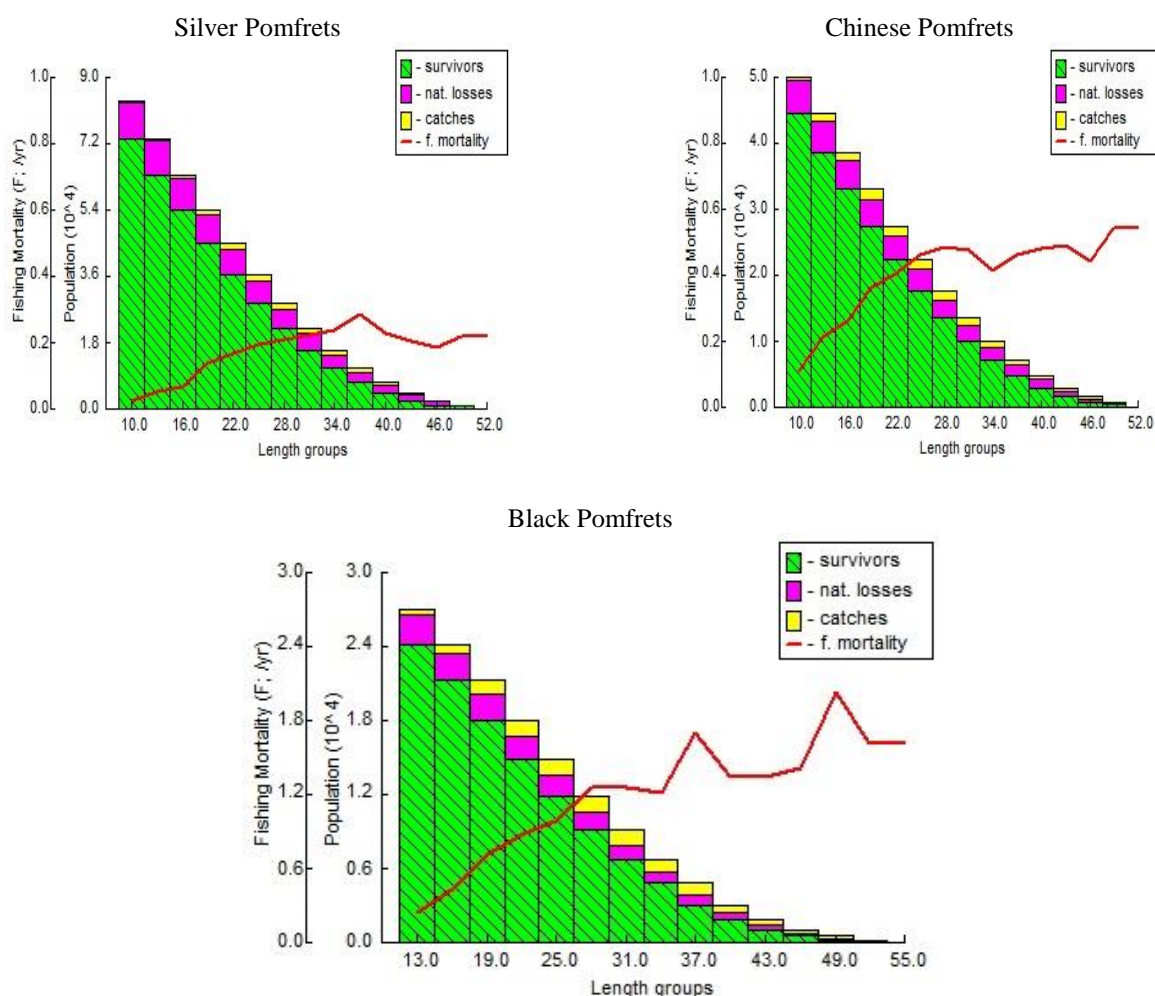 Silver Pomfrets
Fishing Mortality (F; /yr)
1.0
0.8
0.6
0.4
0.2
0.0
Population (10^ 4)
9.0
7.2
5.4
3.6
1.8
0.0
- survivors
- nat. losses
- catches
- f. mortality
10.0 16.0 22.0 28.0 34.0 40.0 46.0 52.0
Length groups
Chinese Pomfrets
Fishing Mortality (F; /yr)
1.0
0.8
0.6
0.4
0.2
0.0
Population (10^ 4)
5.0
4.0
3.0
2.0
1.0
0.0
- survivors
- nat. losses
- catches
- f. mortality
10.0 16.0 22.0 28.0 34.0 40.0 46.0 52.0
Length groups
Black Pomfrets
Fishing Mortality (F; /yr)
3.0
2.4
1.8
1.2
0.6
0.0
Population (10^ 4)
3.0
2.4
1.8
1.2
0.6
0.0
- survivors
- nat. losses
- catches
- f. mortality
13.0 19.0 25.0 31.0 37.0 43.0 49.0 55.0
Length groups